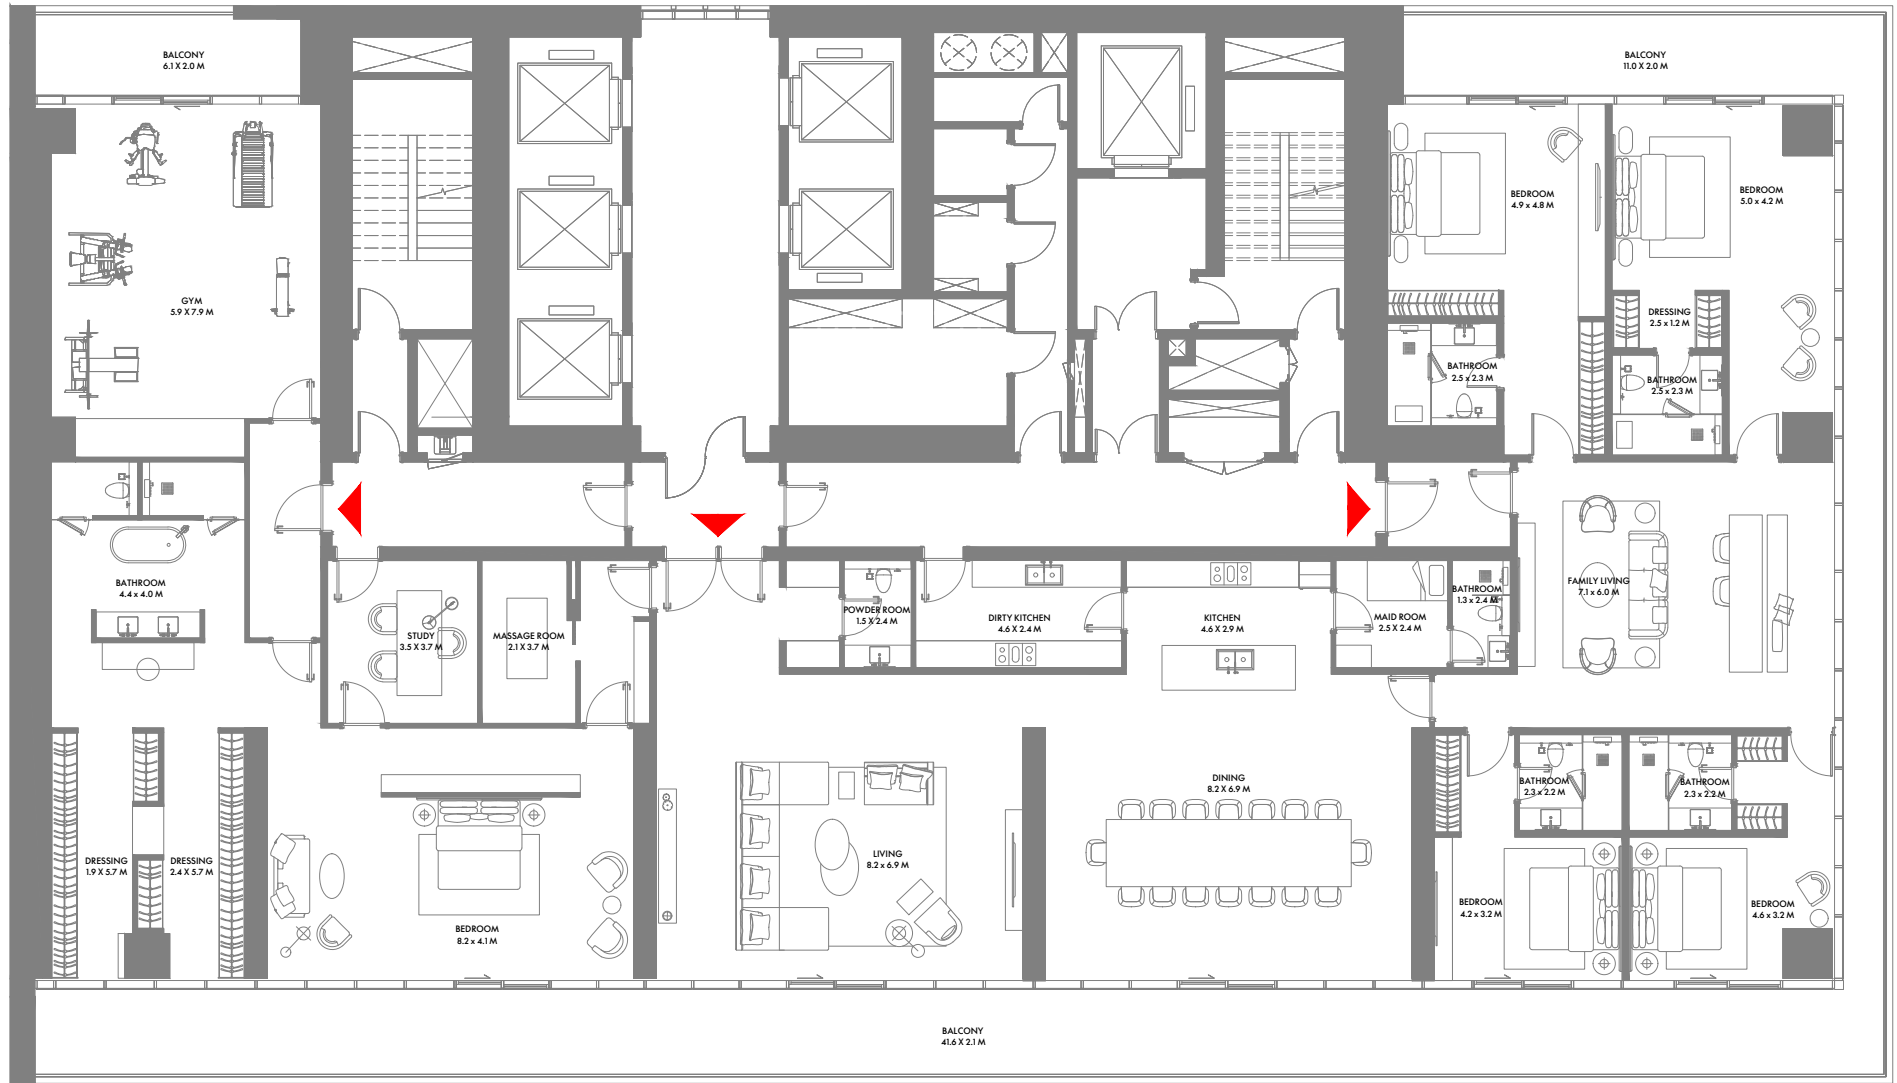 BALCONY
6.1 X 2.0 M
BALCONY
11.0 X 2.0 M
BEDROOM
4.9 x 4.8 M
BEDROOM
5.0 x 4.2 M
GYM
5.9 X 7.9 M
DRESSING
2.5 x 1.2 M
BATHROOM
2.5 x 2.3 M
BATHROOM
2.5 x 2.3 M
BATHROOM
4.4 x 4.0 M
STUDY
3.5 X 3.7 M
MASSAGE ROOM
2.1 X 3.7 M
POWDER ROOM
1.5 X 2.4 M
DIRTY KITCHEN
4.6 X 2.4 M
KITCHEN
4.6 X 2.9 M
MAID ROOM
2.5 X 2.4 M
BATHROOM
1.3 x 2.4 M
FAMILY LIVING
7.1 x 6.0 M
DINING
8.2 X 6.9 M
BATHROOM
2.3 x 2.2 M
BATHROOM
2.3 x 2.2 M
DRESSING
1.9 X 5.7 M
DRESSING
2.4 X 5.7 M
LIVING
8.2 x 6.9 M
BEDROOM
8.2 x 4.1 M
BEDROOM
4.2 x 3.2 M
BEDROOM
4.6 x 3.2 M
BALCONY
41.6 X 2.1 M